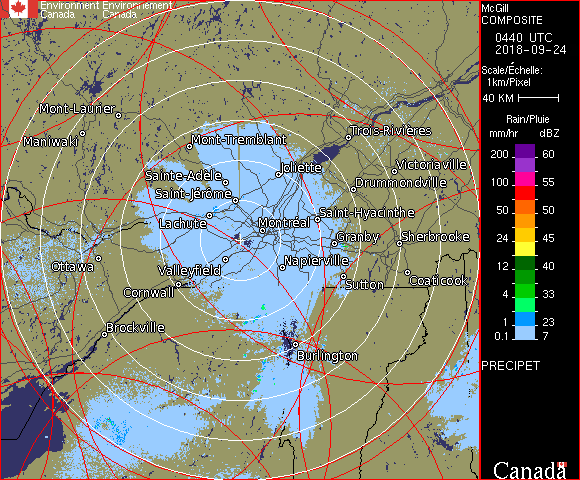 Environment Environnement
Canada Canada
McGill
COMPOSITE
0440 UTC
2018-09-24
Scale/Échelle:
1km/Pixel
40 KM
Rain/Pluie
mm/hr dBZ
200 60
100 55
50 50
24 45
12 40
4 33
1 23
0.1 7
PRECIPET
Canada
Mont-Laurier
Maniwaki
Mont-Tremblant
Trois-Rivières
Joliette
Victoriaville
Sainte-Adèle
Drummondville
Saint-Jérôme
Saint-Hyacinthe
Lachute
Montréal
Granby
Sherbrooke
Ottawa
Valleyfield
Napierville
Coaticook
Cornwall
Sutton
Brockville
Burlington